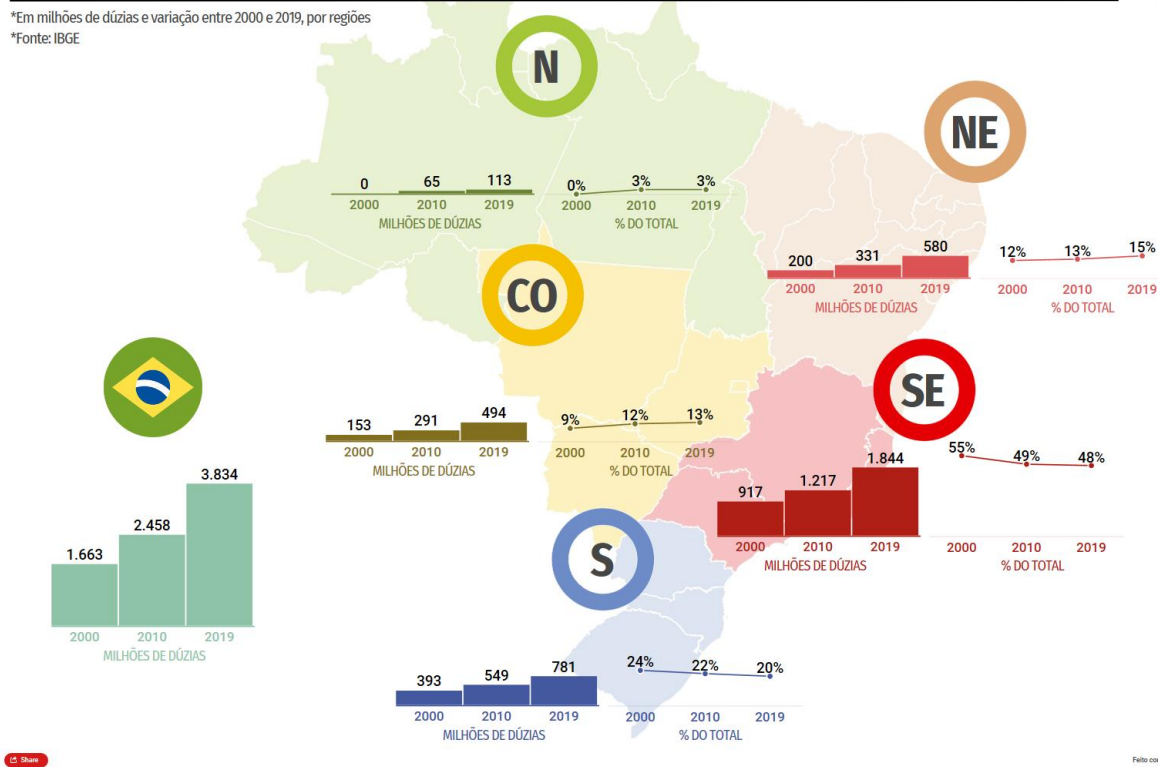 *Em milhões de dúzias e variação entre 2000 e 2019, por regiões
*Fonte: IBGE
N
0 65 113
2000 2010 2019
MILHÕES DE DÚZIAS
0% 3% 3%
2000 2010 2019
% DO TOTAL
NE
200 331 580
2000 2010 2019
MILHÕES DE DÚZIAS
12% 13% 15%
2000 2010 2019
% DO TOTAL
CO
153 291 494
2000 2010 2019
MILHÕES DE DÚZIAS
9% 12% 13%
2000 2010 2019
% DO TOTAL
SE
917 1.217 1.844
2000 2010 2019
MILHÕES DE DÚZIAS
55% 49% 48%
2000 2010 2019
% DO TOTAL
1.663 2.458 3.834
2000 2010 2019
MILHÕES DE DÚZIAS
S
393 549 781
2000 2010 2019
MILHÕES DE DÚZIAS
24% 22% 20%
2000 2010 2019
% DO TOTAL
Share
Feito